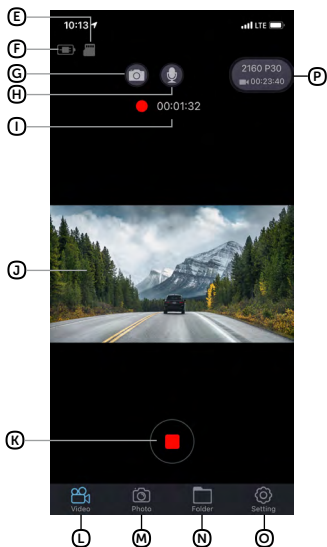 E
10:13
LTE
F
G
2160 P30
P
00:23:40
H
00:01:32
I
J
K
Video
Photo
Folder
Setting
L
M
N
O